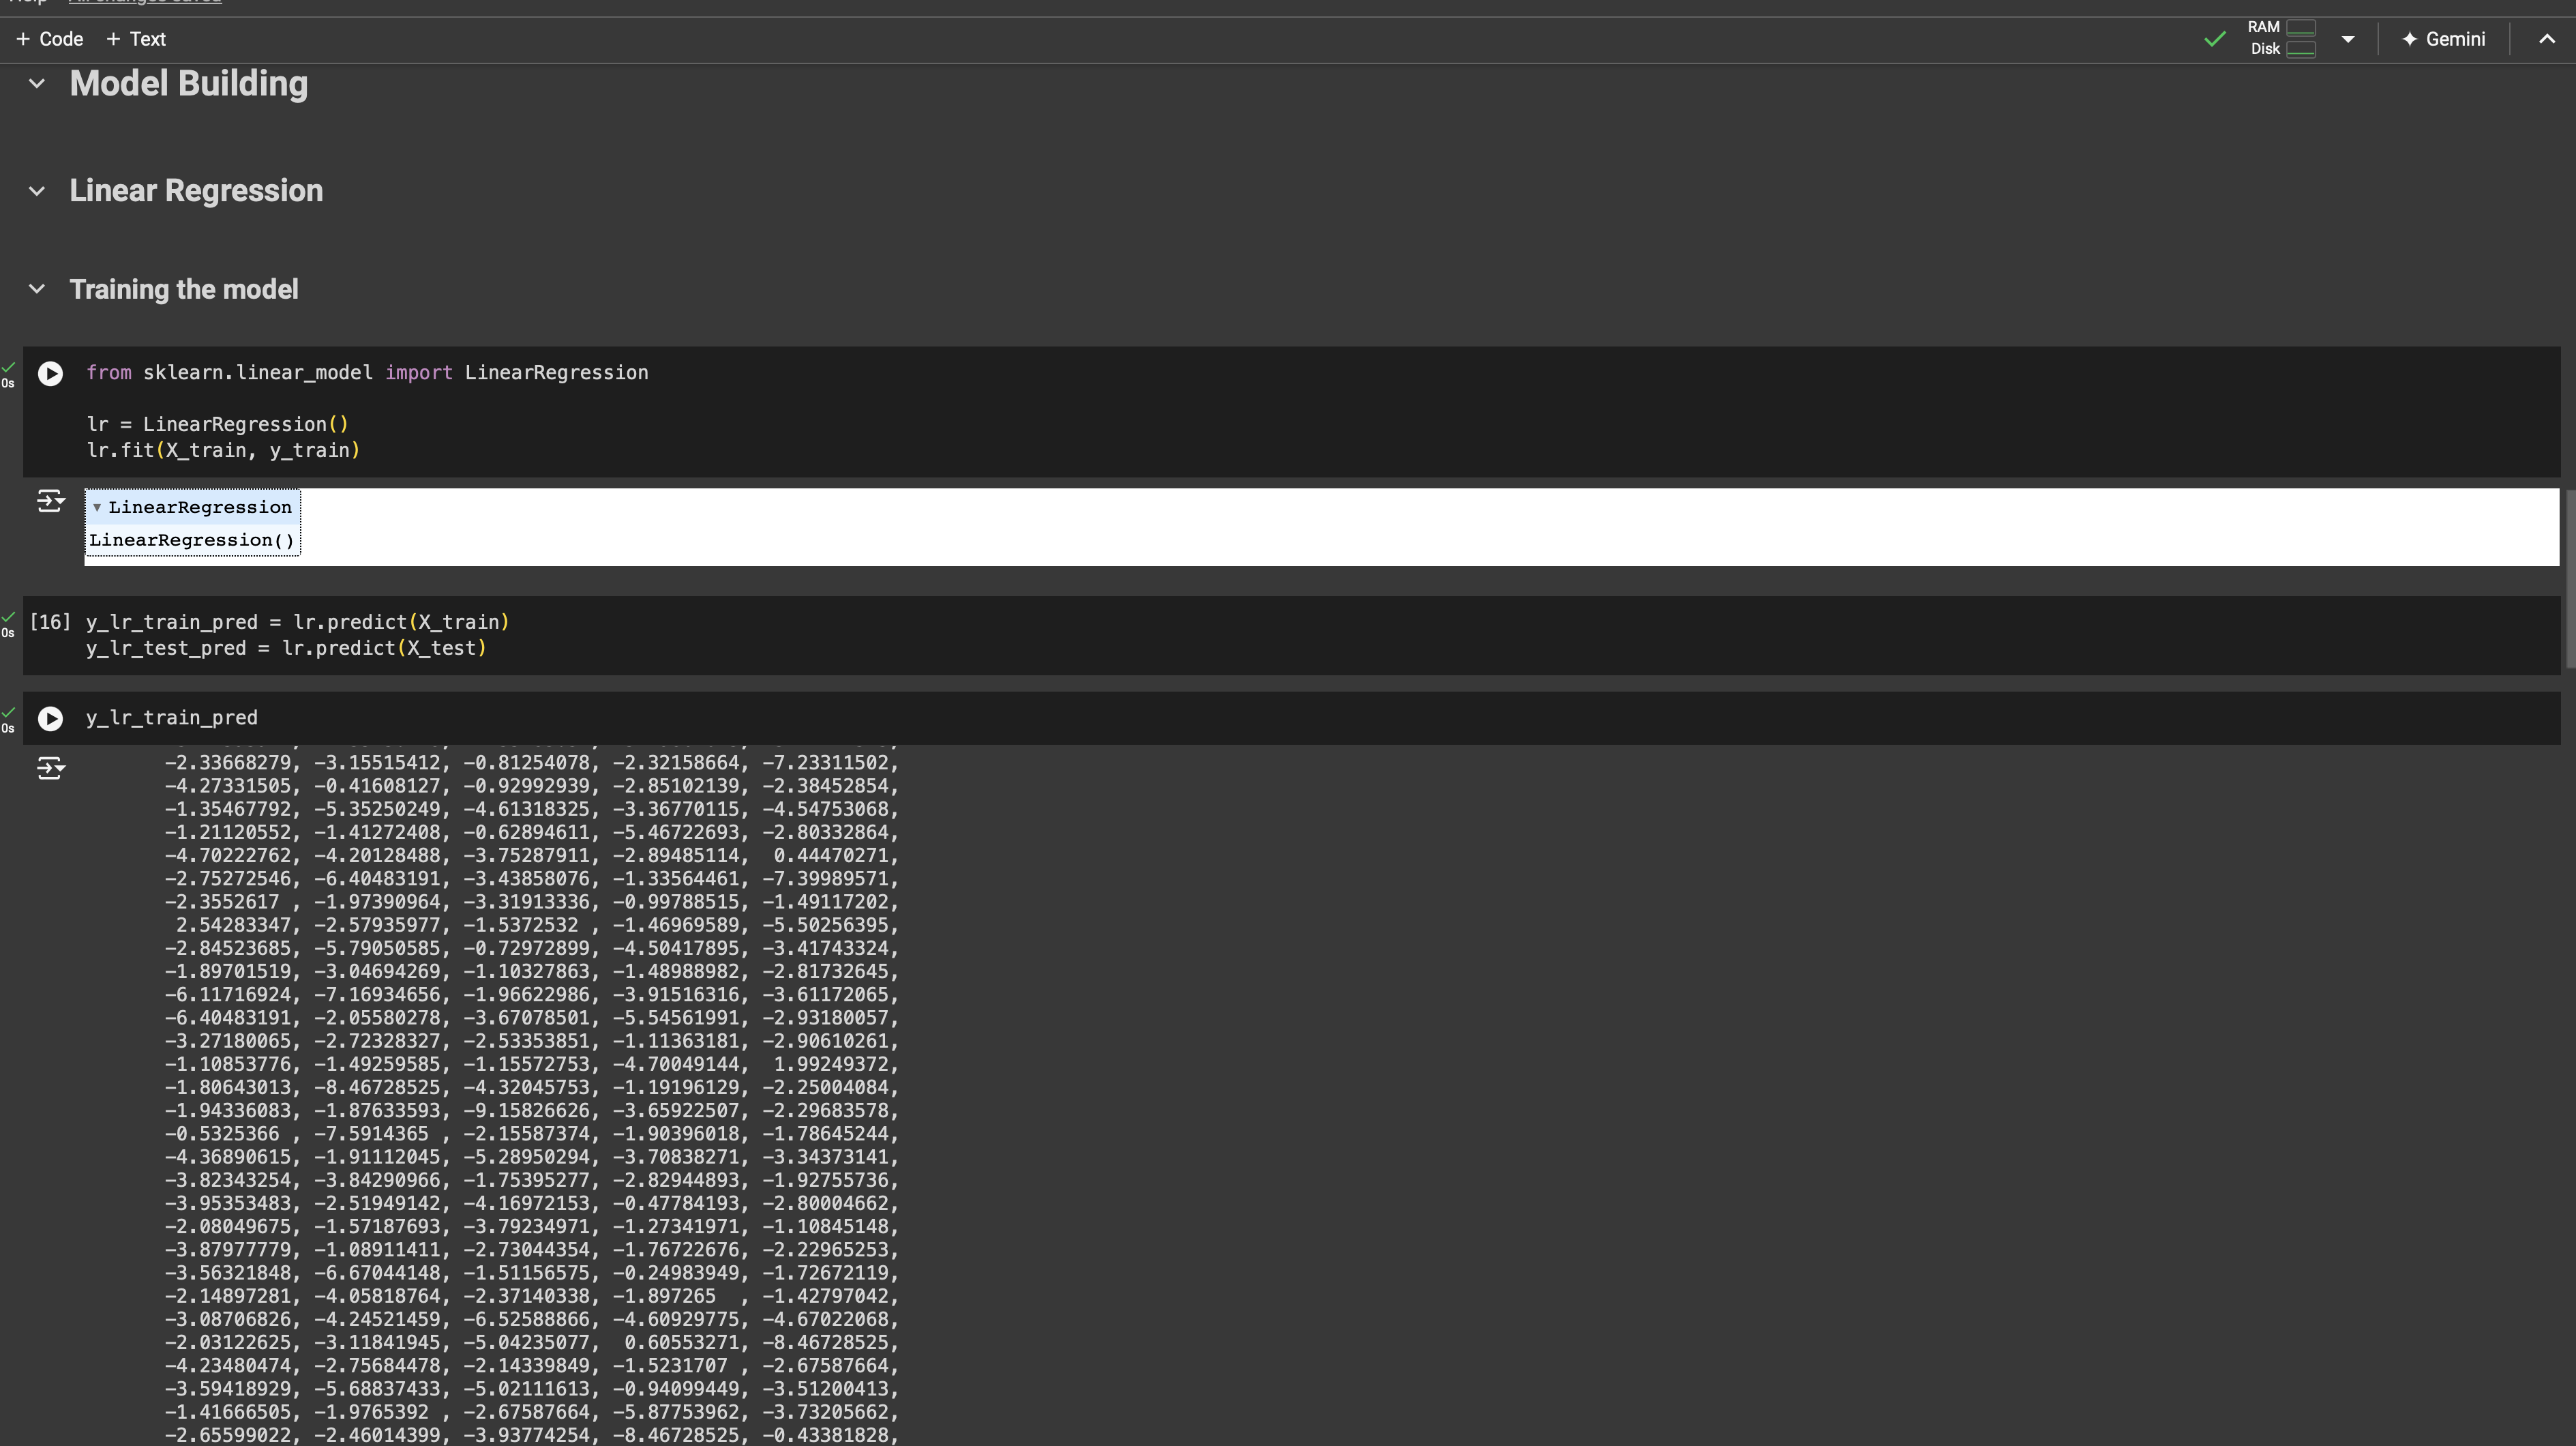 Help All changes saved
+ Code + Text
RAM
Disk
Gemini
Model Building
Linear Regression
Training the model
0s
from sklearn.linear_model import LinearRegression
lr = LinearRegression()
lr.fit(X_train, y_train)
▾ LinearRegression
LinearRegression()
0s
[16] y_lr_train_pred = lr.predict(X_train)
y_lr_test_pred = lr.predict(X_test)
0s
y_lr_train_pred
-2.33668279, -3.15515412, -0.81254078, -2.32158664, -7.23311502,
-4.27331505, -0.41608127, -0.92992939, -2.85102139, -2.38452854,
-1.35467792, -5.35250249, -4.61318325, -3.36770115, -4.54753068,
-1.21120552, -1.41272408, -0.62894611, -5.46722693, -2.80332864,
-4.70222762, -4.20128488, -3.75287911, -2.89485114, 0.44470271,
-2.75272546, -6.40483191, -3.43858076, -1.33564461, -7.39989571,
-2.3552617 , -1.97390964, -3.31913336, -0.99788515, -1.49117202,
2.54283347, -2.57935977, -1.5372532 , -1.46969589, -5.50256395,
-2.84523685, -5.79050585, -0.72972899, -4.50417895, -3.41743324,
-1.89701519, -3.04694269, -1.10327863, -1.48988982, -2.81732645,
-6.11716924, -7.16934656, -1.96622986, -3.91516316, -3.61172065,
-6.40483191, -2.05580278, -3.67078501, -5.54561991, -2.93180057,
-3.27180065, -2.72328327, -2.53353851, -1.11363181, -2.90610261,
-1.10853776, -1.49259585, -1.15572753, -4.70049144, 1.99249372,
-1.80643013, -8.46728525, -4.32045753, -1.19196129, -2.25004084,
-1.94336083, -1.87633593, -9.15826626, -3.65922507, -2.29683578,
-0.5325366 , -7.5914365 , -2.15587374, -1.90396018, -1.78645244,
-4.36890615, -1.91112045, -5.28950294, -3.70838271, -3.34373141,
-3.82343254, -3.84290966, -1.75395277, -2.82944893, -1.92755736,
-3.95353483, -2.51949142, -4.16972153, -0.47784193, -2.80004662,
-2.08049675, -1.57187693, -3.79234971, -1.27341971, -1.10845148,
-3.87977779, -1.08911411, -2.73044354, -1.76722676, -2.22965253,
-3.56321848, -6.67044148, -1.51156575, -0.24983949, -1.72672119,
-2.14897281, -4.05818764, -2.37140338, -1.897265 , -1.42797042,
-3.08706826, -4.24521459, -6.52588866, -4.60929775, -4.67022068,
-2.03122625, -3.11841945, -5.04235077, 0.60553271, -8.46728525,
-4.23480474, -2.75684478, -2.14339849, -1.5231707 , -2.67587664,
-3.59418929, -5.68837433, -5.02111613, -0.94099449, -3.51200413,
-1.41666505, -1.9765392 , -2.67587664, -5.87753962, -3.73205662,
-2.65599022, -2.46014399, -3.93774254, -8.46728525, -0.43381828,